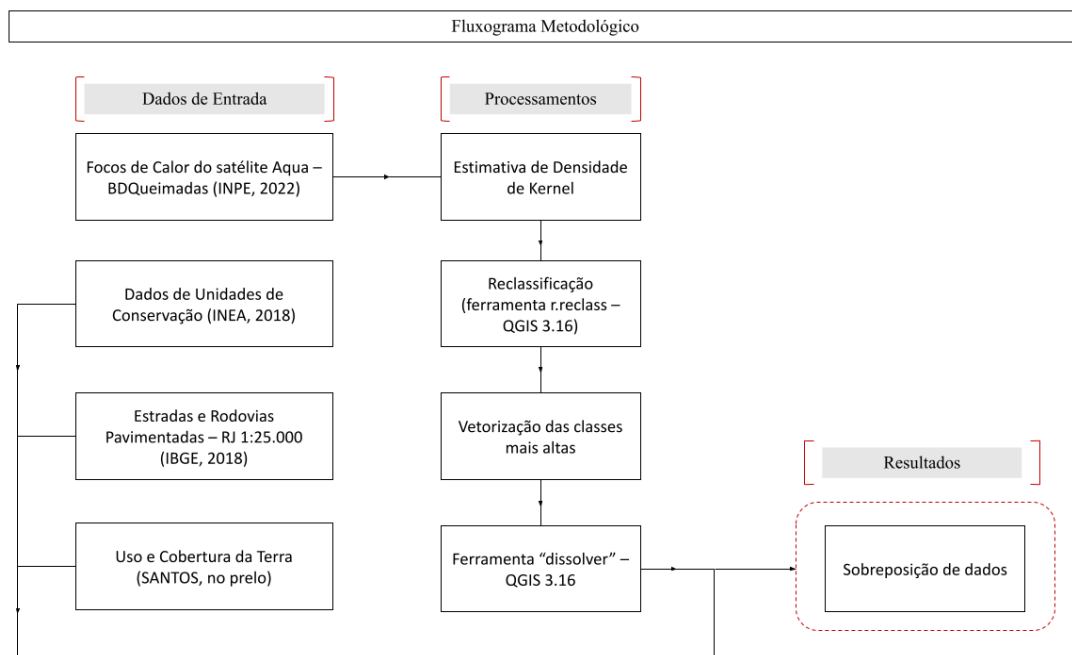 Fluxograma Metodológico
Dados de Entrada
Processamentos
Focos de Calor do satélite Aqua –
BDQueimadas (INPE, 2022)
Estimativa de Densidade
de Kernel
Dados de Unidades de
Conservação (INEA, 2018)
Reclassificação
(ferramenta r.reclass –
QGIS 3.16)
Estradas e Rodovias
Pavimentadas – RJ 1:25.000
(IBGE, 2018)
Vetorização das classes
mais altas
Resultados
Uso e Cobertura da Terra
(SANTOS, no prelo)
Ferramenta “dissolver” –
QGIS 3.16
Sobreposição de dados